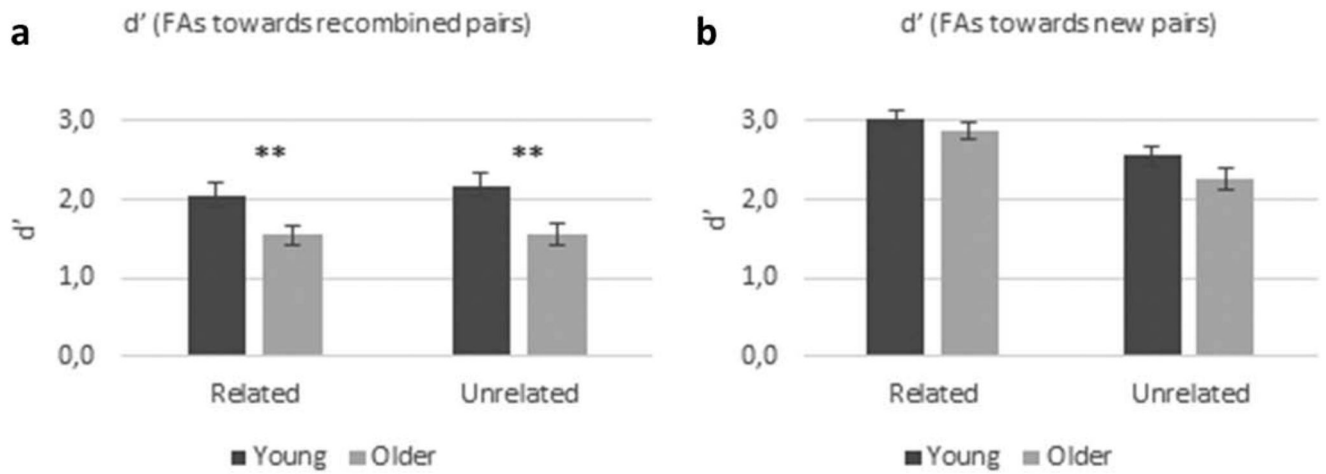 a
d' (FAs towards recombined pairs)
3,0
2,0
1,0
0,0
d'
**
**
Related
Unrelated
Young
Older
b
d' (FAs towards new pairs)
3,0
2,0
1,0
0,0
d'
Related
Unrelated
Young
Older